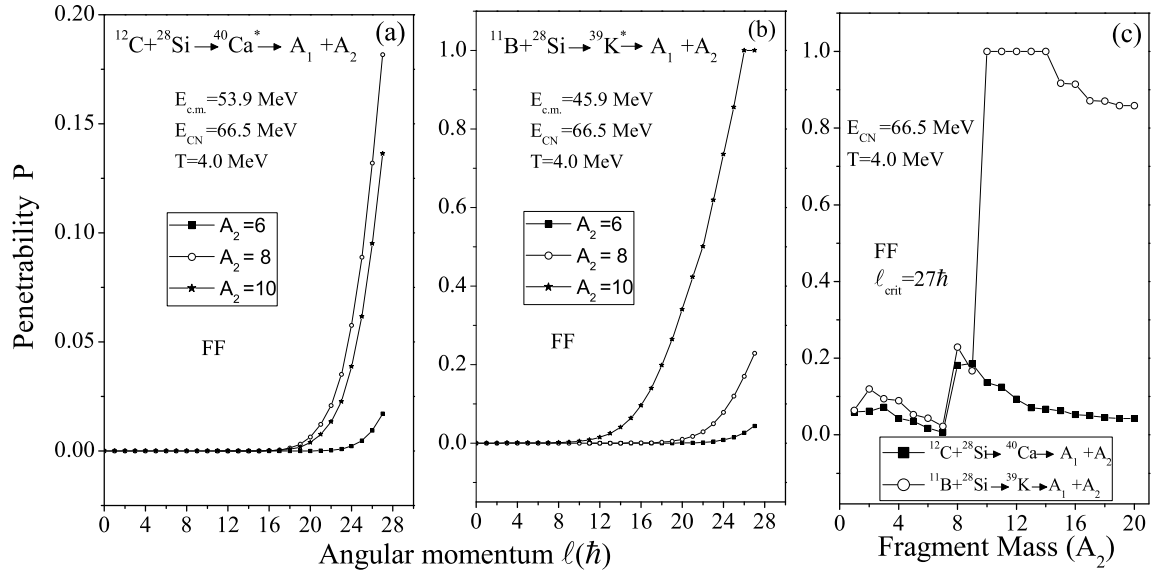 (a)
¹²C+²⁸Si→⁴⁰Ca*→ A₁ +A₂
E_c.m.=53.9 MeV
E_CN=66.5 MeV
T=4.0 MeV
A₂=6
A₂=8
A₂=10
FF
0.20
0.15
0.10
0.05
0.00
0 4 8 12 16 20 24 28
Penetrability P
(b)
¹¹B+²⁸Si→³⁹K*→ A₁ +A₂
E_c.m.=45.9 MeV
E_CN=66.5 MeV
T=4.0 MeV
A₂=6
A₂=8
A₂=10
FF
1.0
0.8
0.6
0.4
0.2
0.0
0 4 8 12 16 20 24 28
Angular momentum ℓ(ħ)
(c)
E_CN=66.5 MeV
T=4.0 MeV
FF
ℓ_crit=27ħ
1.0
0.8
0.6
0.4
0.2
0.0
¹²C+²⁸Si→⁴⁰Ca→ A₁ +A₂
¹¹B+²⁸Si→³⁹K→A₁ +A₂
0 4 8 12 16 20
Fragment Mass (A₂)